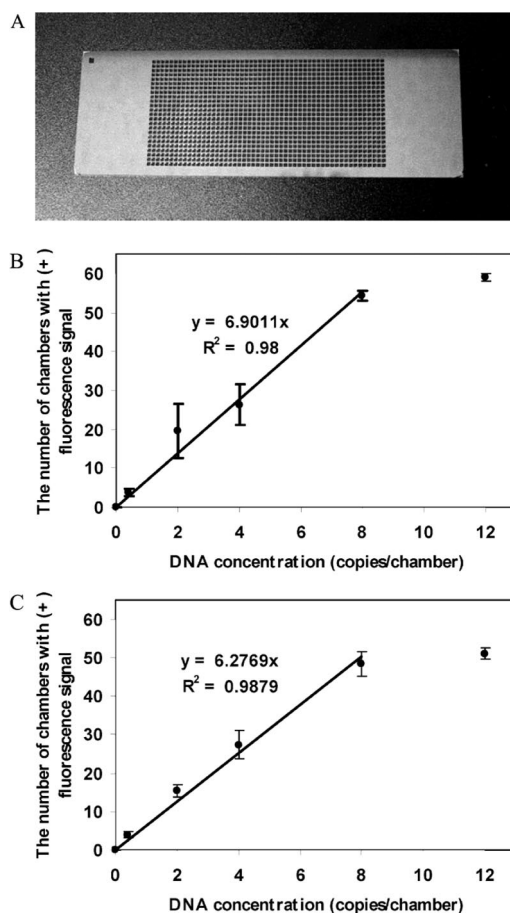 A
B
The number of chambers with (+)
fluorescence signal
60
50
40
30
20
10
0
y = 6.9011x
R² = 0.98
0 2 4 6 8 10 12
DNA concentration (copies/chamber)
C
The number of chambers with (+)
fluorescence signal
60
50
40
30
20
10
0
y = 6.2769x
R² = 0.9879
0 2 4 6 8 10 12
DNA concentration (copies/chamber)